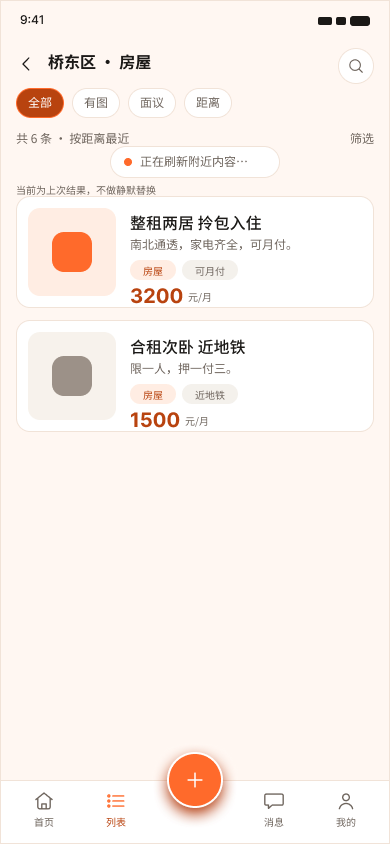 9:41
桥东区 · 房屋
全部
有图
面议
距离
共 6 条 · 按距离最近
筛选
正在刷新附近内容…
当前为上次结果，不做静默替换
整租两居 拎包入住
南北通透，家电齐全，可月付。
房屋
可月付
3200 元/月
合租次卧 近地铁
限一人，押一付三。
房屋
近地铁
1500 元/月
首页
列表
消息
我的